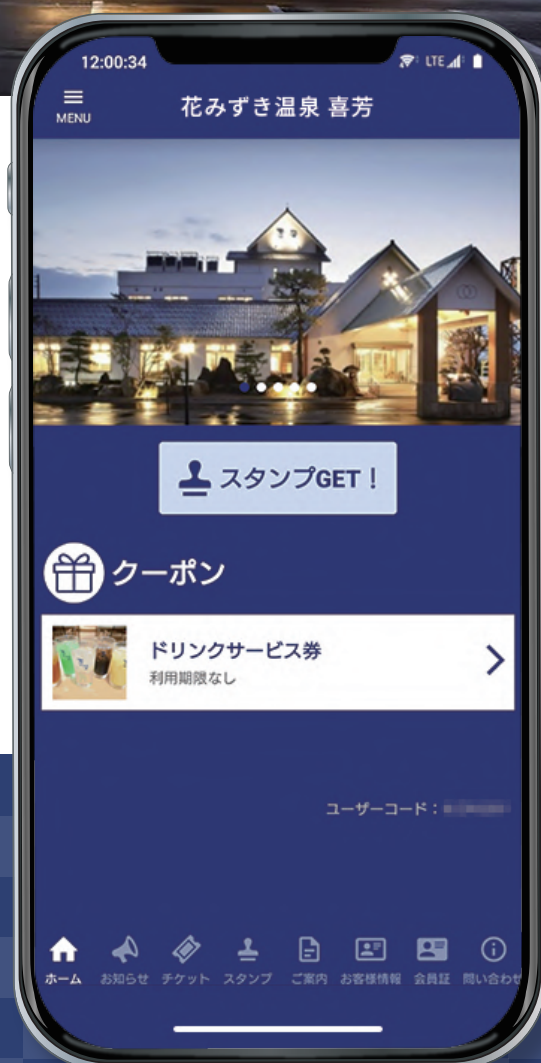 12:00:34
LTE
MENU
花みずき温泉 喜芳
スタンプGET！
クーポン
ドリンクサービス券
利用期限なし
ユーザーコード：
ホーム
お知らせ
チケット
スタンプ
ご案内
お客様情報
会員証
問い合わせ